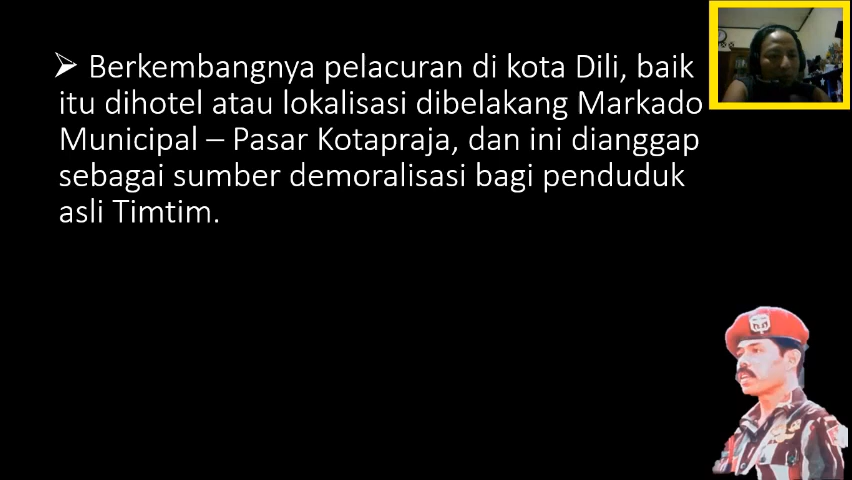 ➢ Berkembangnya pelacuran di kota Dili, baik
itu dihotel atau lokalisasi dibelakang Markado
Municipal – Pasar Kotapraja, dan ini dianggap
sebagai sumber demoralisasi bagi penduduk
asli Timtim.